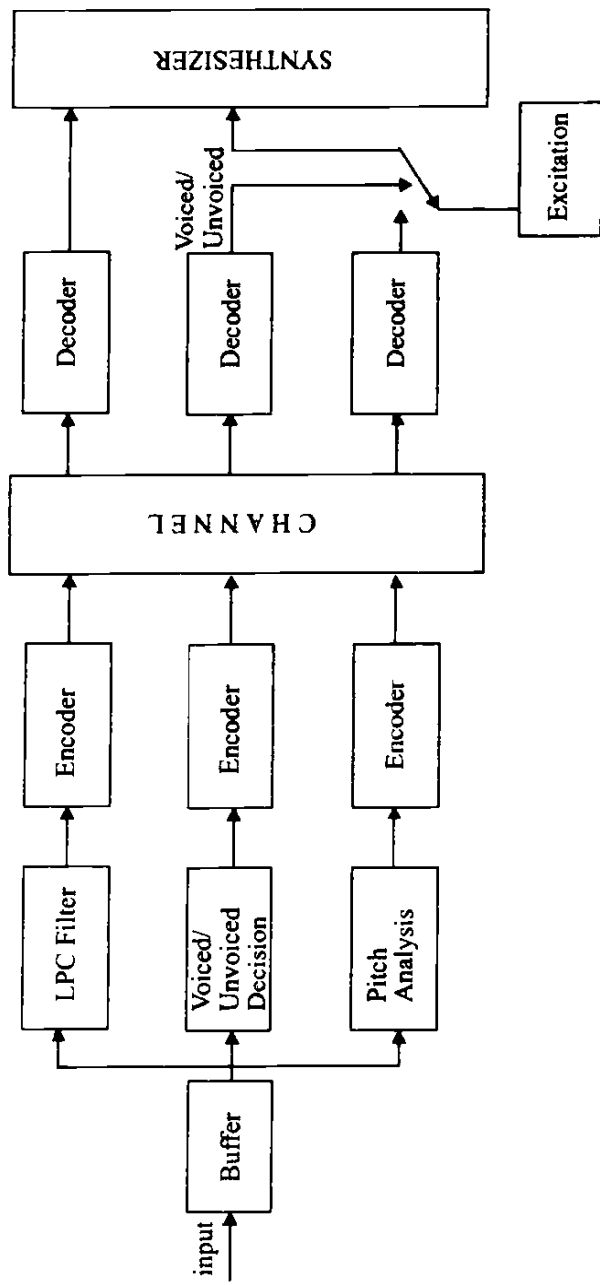 input
Buffer
LPC Filter
Voiced/
Unvoiced
Decision
Pitch
Analysis
Encoder
Encoder
Encoder
CHANNEL
Decoder
Decoder
Decoder
Voiced/
Unvoiced
SYNTHESIZER
Excitation